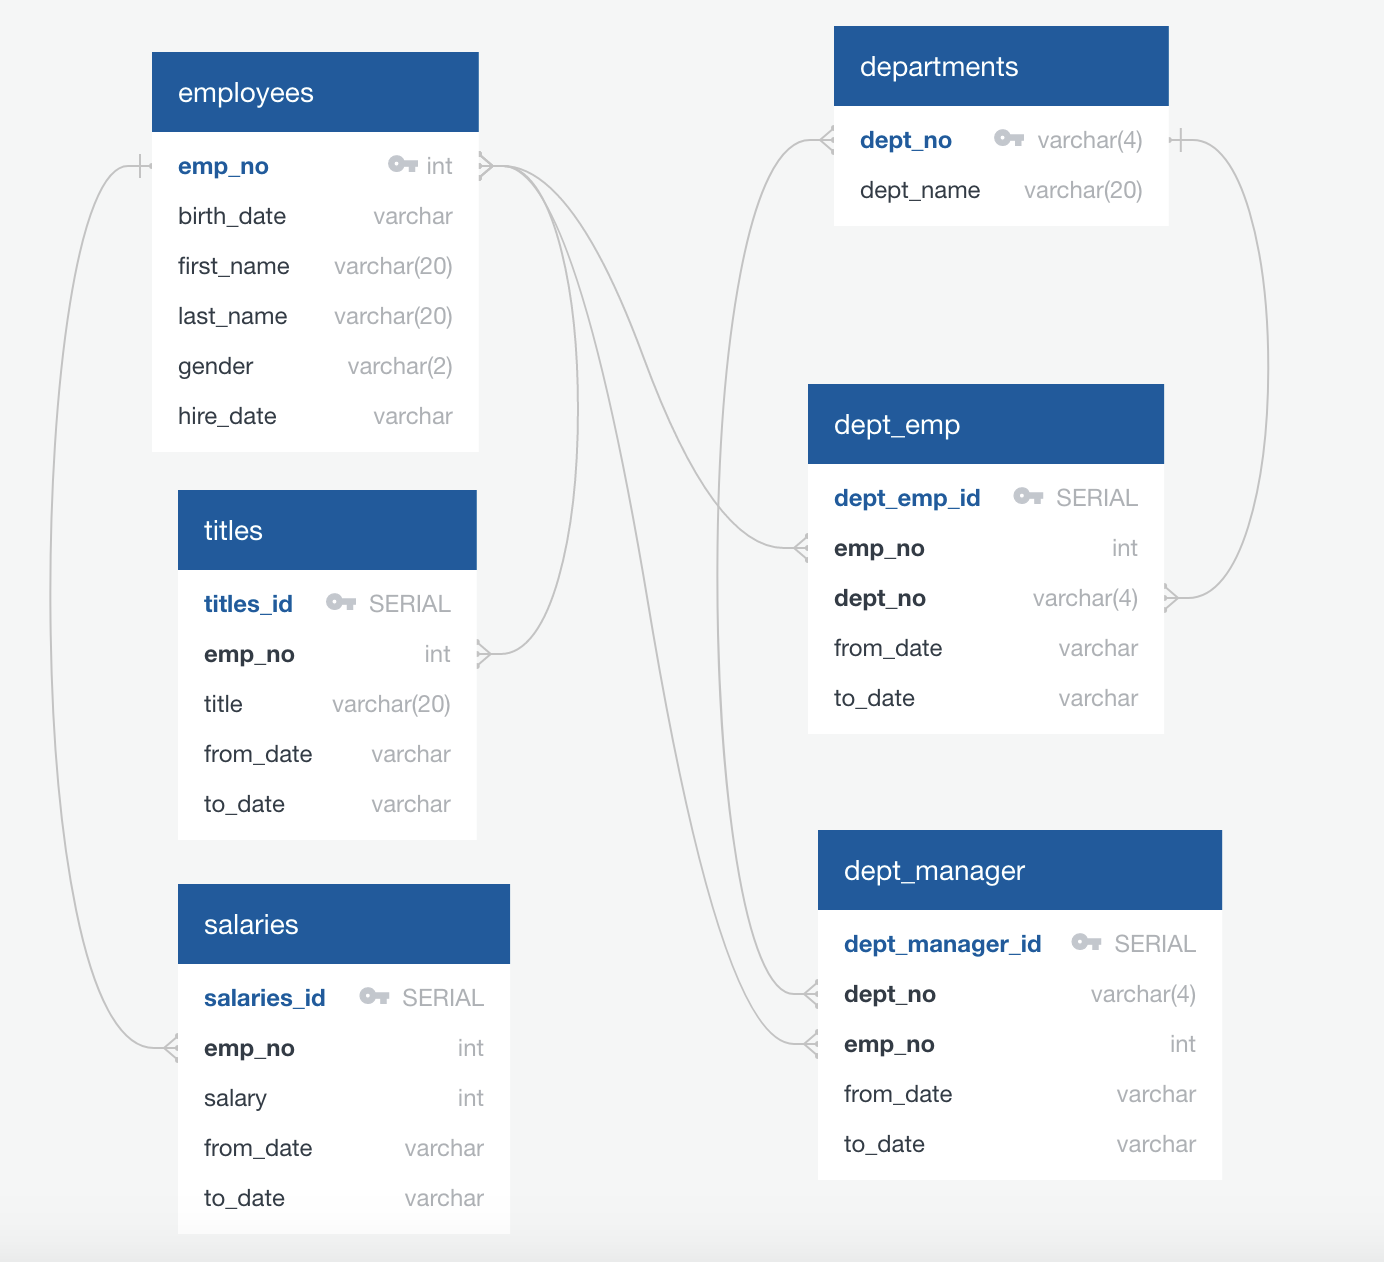 employees
emp_no int
birth_date varchar
first_name varchar(20)
last_name varchar(20)
gender varchar(2)
hire_date varchar
titles
titles_id SERIAL
emp_no int
title varchar(20)
from_date varchar
to_date varchar
salaries
salaries_id SERIAL
emp_no int
salary int
from_date varchar
to_date varchar
departments
dept_no varchar(4)
dept_name varchar(20)
dept_emp
dept_emp_id SERIAL
emp_no int
dept_no varchar(4)
from_date varchar
to_date varchar
dept_manager
dept_manager_id SERIAL
dept_no varchar(4)
emp_no int
from_date varchar
to_date varchar